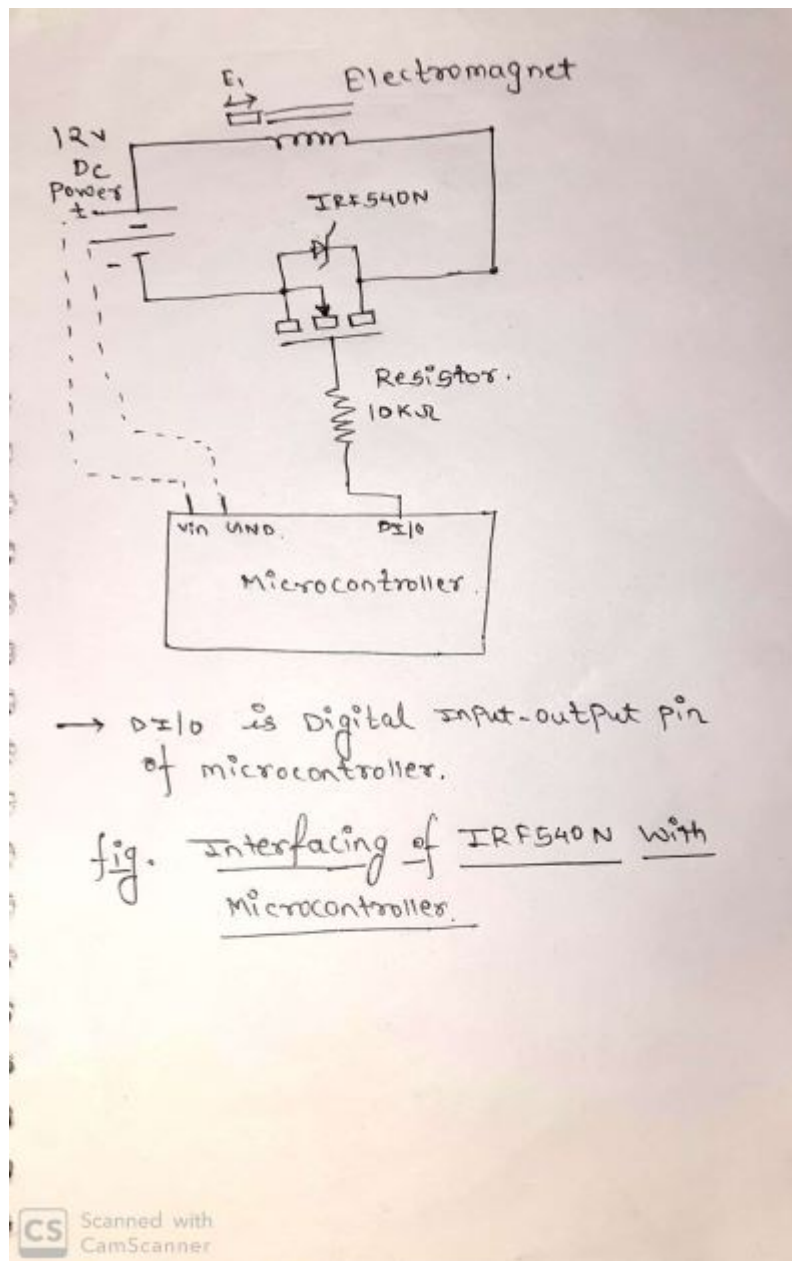 E1
Electromagnet
12v
DC
Power
+
-
IRF540N
-
Resistor.
10KΩ
Vin GND.
DI/O
Microcontroller.
→ DI/O is Digital Input-output pin
of microcontroller.
fig. Interfacing of IRF540N With
Microcontroller.
CS Scanned with
CamScanner